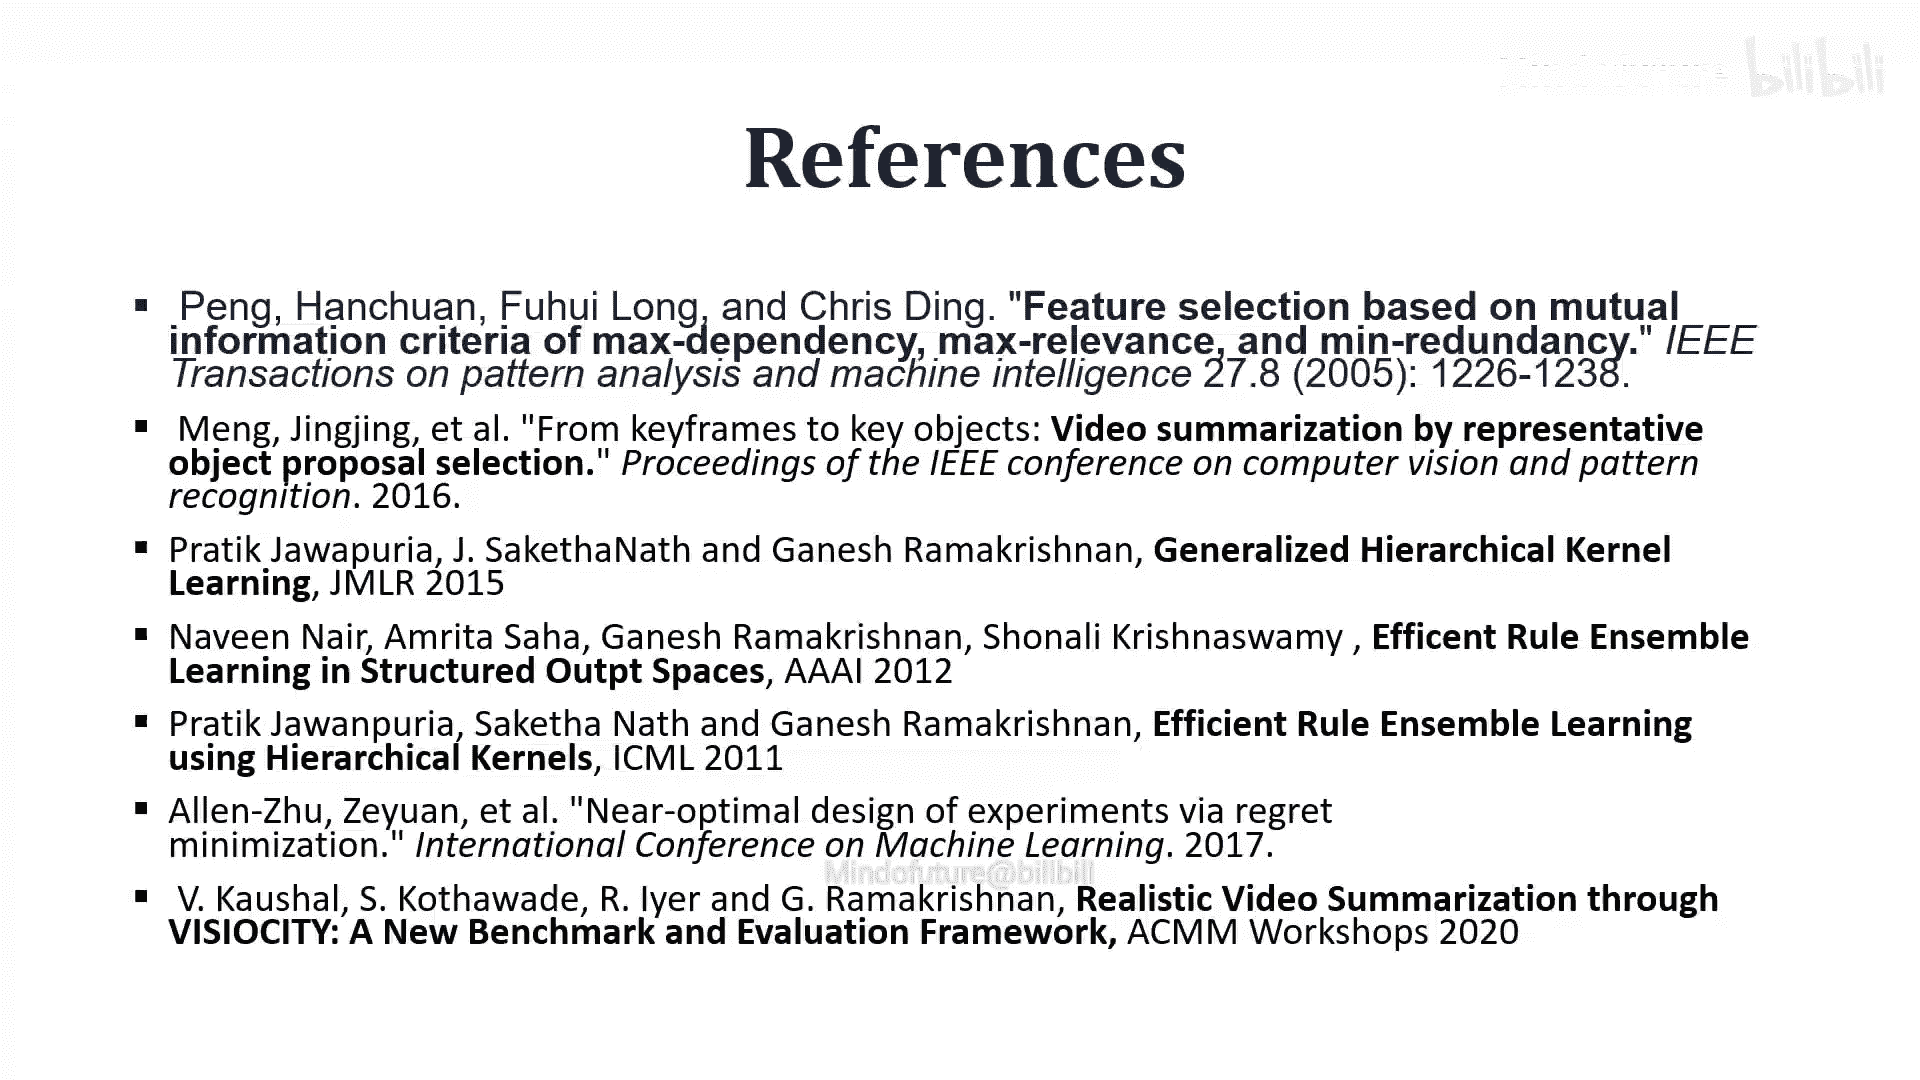 bilibili
References
▪ Peng, Hanchuan, Fuhui Long, and Chris Ding. "Feature selection based on mutual
information criteria of max-dependency, max-relevance, and min-redundancy." IEEE
Transactions on pattern analysis and machine intelligence 27.8 (2005): 1226-1238.
▪ Meng, Jingjing, et al. "From keyframes to key objects: Video summarization by representative
object proposal selection." Proceedings of the IEEE conference on computer vision and pattern
recognition. 2016.
▪ Pratik Jawapuria, J. SakethaNath and Ganesh Ramakrishnan, Generalized Hierarchical Kernel
Learning, JMLR 2015
▪ Naveen Nair, Amrita Saha, Ganesh Ramakrishnan, Shonali Krishnaswamy , Efficent Rule Ensemble
Learning in Structured Outpt Spaces, AAAI 2012
▪ Pratik Jawanpuria, Saketha Nath and Ganesh Ramakrishnan, Efficient Rule Ensemble Learning
using Hierarchical Kernels, ICML 2011
▪ Allen-Zhu, Zeyuan, et al. "Near-optimal design of experiments via regret
minimization." International Conference on Machine Learning. 2017.
Mindofuture@bilibili
▪ V. Kaushal, S. Kothawade, R. Iyer and G. Ramakrishnan, Realistic Video Summarization through
VISIOCITY: A New Benchmark and Evaluation Framework, ACMM Workshops 2020